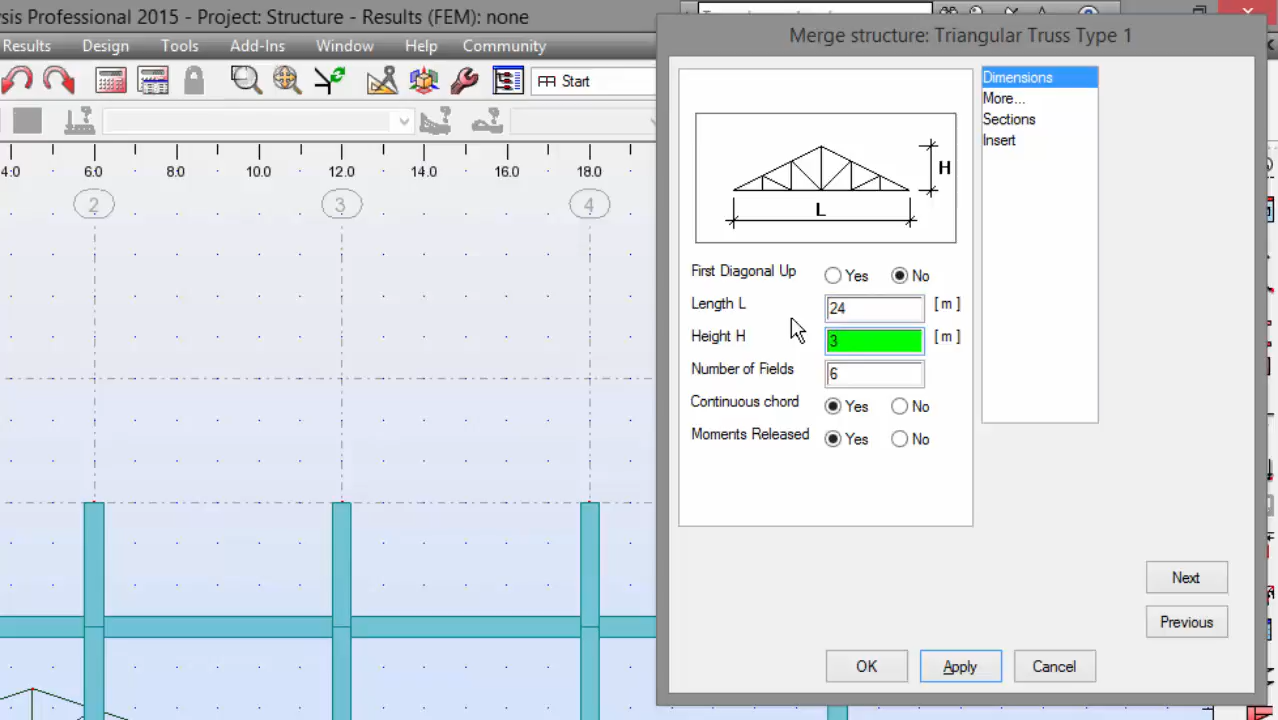 ysis Professional 2015 - Project: Structure - Results (FEM): none
Results Design Tools Add-Ins Window Help Community
Start
4:0 6.0 8.0 10.0 12.0 14.0 16.0 18.0
2 3 4
Merge structure: Triangular Truss Type 1
H
L
First Diagonal Up Yes No
Length L 24 [ m ]
Height H 3 [ m ]
Number of Fields 6
Continuous chord Yes No
Moments Released Yes No
Dimensions
More...
Sections
Insert
Next
Previous
OK Apply Cancel